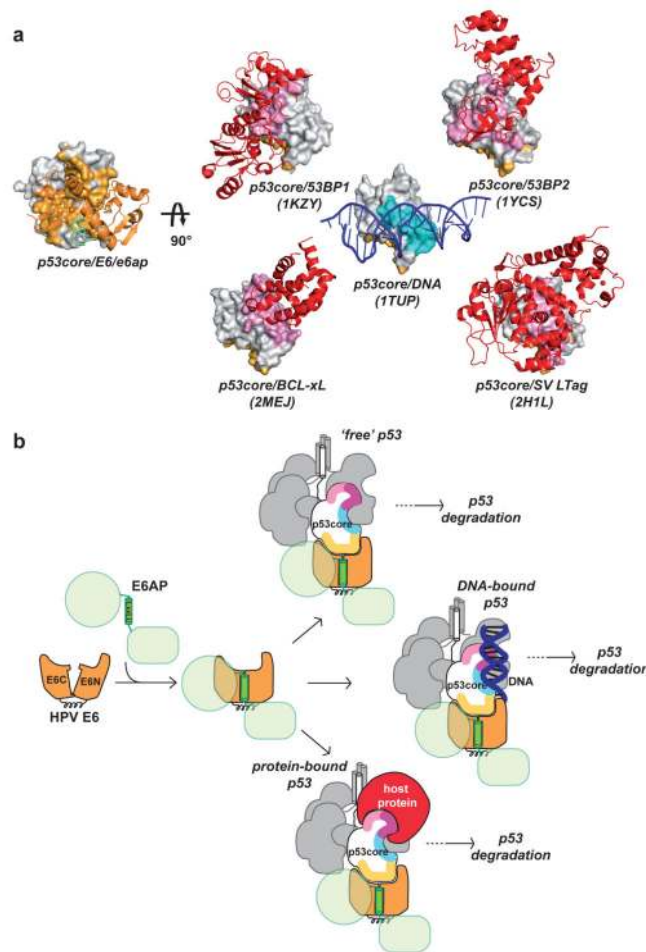 a
p53core/53BP1
(1KZY)
p53core/53BP2
(1YCS)
p53core/E6/e6ap
90°
p53core/DNA
(1TUP)
p53core/BCL-xL
(2MEJ)
p53core/SV LTag
(2H1L)
b
'free' p53
p53core
p53
degradation
E6AP
DNA-bound
p53
E6C
E6N
HPV E6
p53core
DNA
p53
degradation
protein-bound
p53
host
protein
p53core
p53
degradation